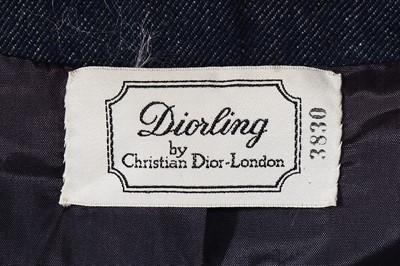 Diorling
by
Christian Dior-London
3830